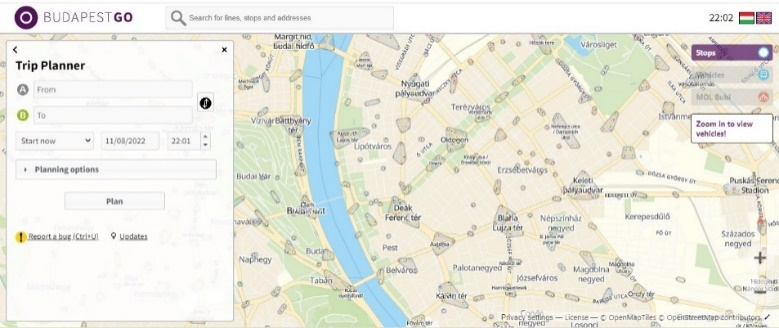 BUDAPESTGO
Search for lines, stops and addresses
22:02
Trip Planner
A From
B To
Start now 11/08/2022 22:01
Planning options
Plan
Report a bug (Ctrl+U) Updates
Stops
Vehicles
MOL Bubi
Zoom in to view vehicles!
Margit híd,
budai hídfő
Városliget
Nyugati
pályaudvar
Terézváros
Batthyány
tér
Lipótváros
Oktogon
Erzsébetváros
Budai Vár
Keleti
pályaudvar
Puskás Ferenc
Stadion
Deák
Ferenc tér
Blaha
Lujza tér
Népszínház
negyed
Kerepesdűlő
Százados
negyed
Naphegy
Pest
Astoria
Palotanegyed
Magdolna
negyed
Tabán
Belváros
Józsefváros
Kálvin tér
Privacy settings — License — © OpenMapTiles © OpenStreetMap contributors